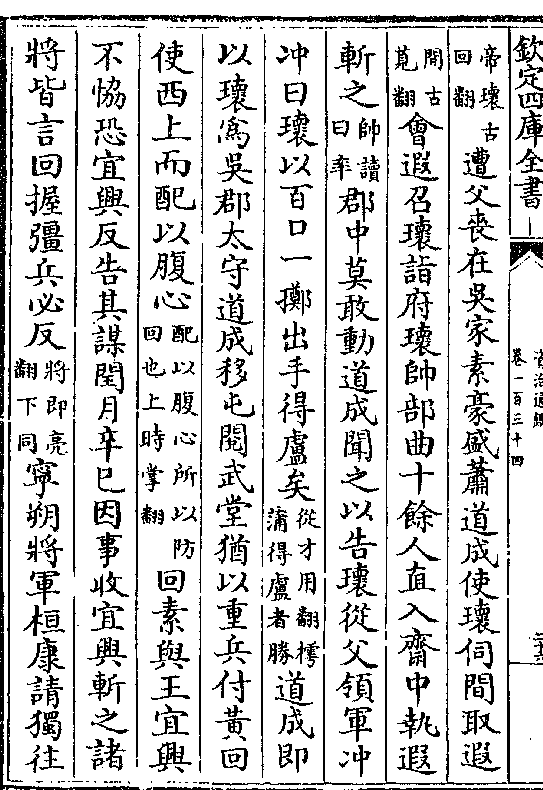 欽定四庫全書
資治通鑑
卷一百三十四
帝瓌古回翻遭父喪在吳家素豪盛蕭道成使瓌伺間取遐
間古莧翻會遐召瓌詣府瓌帥部曲十餘人直入齋中執遐
斬之帥讀曰率郡中莫敢動道成聞之以告瓌從父領軍冲
冲曰瓌以百口一擲出手得盧矣從才用翻樗蒲得盧者勝道成即
以瓌爲吳郡太守道成移屯閱武堂猶以重兵付黃回
使西上而配以腹心配以腹心所以防回也上時掌翻回素與王宜興
不恊恐宜興反告其謀閏月辛巳因事收宜興斬之諸
將皆言回握彊兵必反將即亮翻下同寧朔將軍桓康請獨往